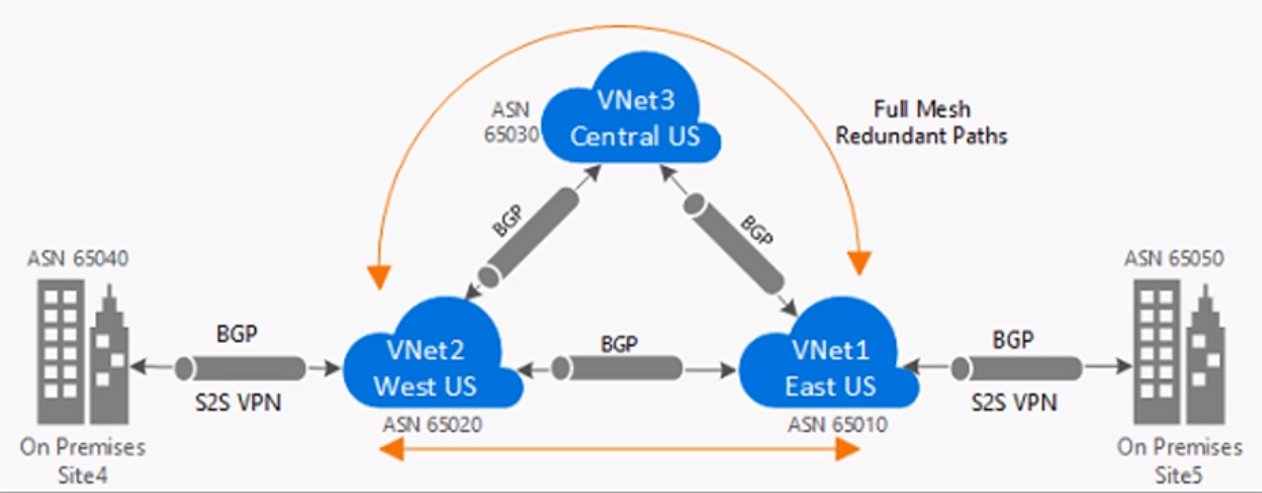 VNet3
Central US
ASN
65030
Full Mesh
Redundant Paths
BGP
BGP
ASN 65040
ASN 65050
BGP
S2S VPN
VNet2
West US
BGP
VNet1
East US
BGP
S2S VPN
ASN 65020
ASN 65010
On Premises
Site4
On Premises
Site5